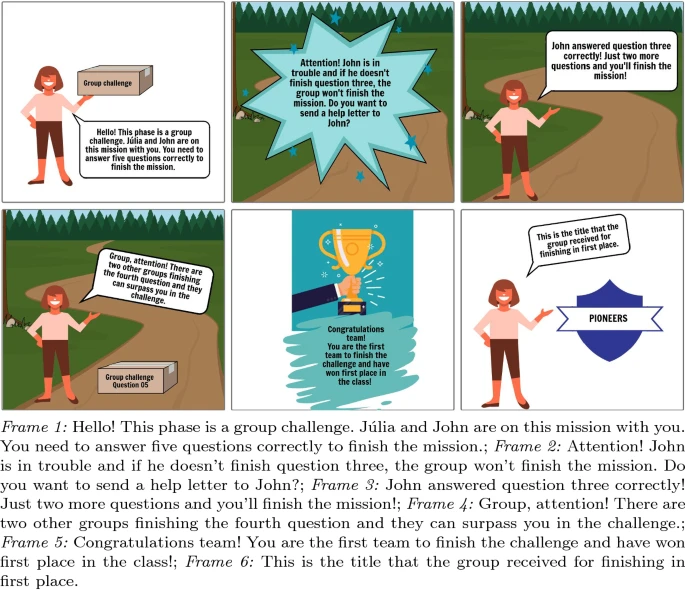 Group challenge
Hello! This phase is a group
challenge. Júlia and John are on
this mission with you. You need to
answer five questions correctly to
finish the mission.
Attention! John is in
trouble and if he doesn't
finish question three, the
group won't finish the
mission. Do you want to
send a help letter to
John?
John answered question three
correctly! Just two more
questions and you'll finish the
mission!
Group, attention! There are
two other groups finishing
the fourth question and they
can surpass you in the
challenge.
Group challenge
Question 05
Congratulations
team!
You are the first
team to finish the
challenge and have
won first place in
the class!
This is the title that the
group received for
finishing in first place.
PIONEERS
Frame 1: Hello! This phase is a group challenge. Júlia and John are on this mission with you.
You need to answer five questions correctly to finish the mission.; Frame 2: Attention! John
is in trouble and if he doesn't finish question three, the group won't finish the mission. Do
you want to send a help letter to John?; Frame 3: John answered question three correctly!
Just two more questions and you'll finish the mission!; Frame 4: Group, attention! There are
two other groups finishing the fourth question and they can surpass you in the challenge.;
Frame 5: Congratulations team! You are the first team to finish the challenge and have won
first place in the class!; Frame 6: This is the title that the group received for finishing in
first place.